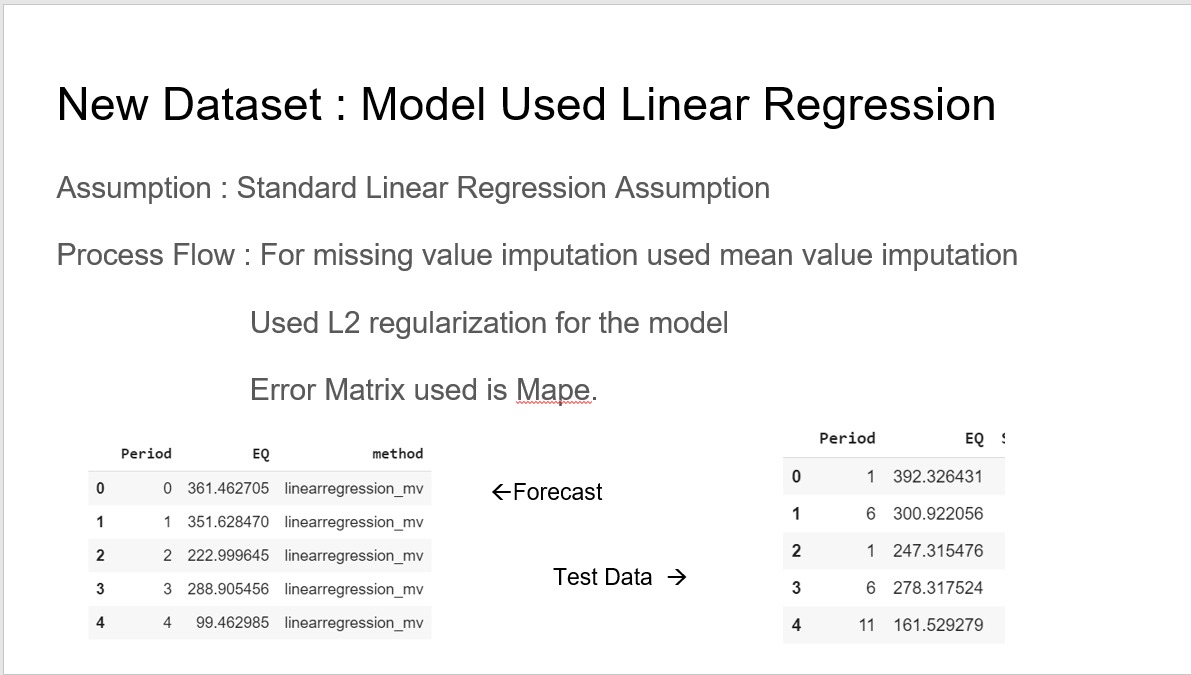 New Dataset : Model Used Linear Regression
Assumption : Standard Linear Regression Assumption
Process Flow : For missing value imputation used mean value imputation
Used L2 regularization for the model
Error Matrix used is Mape.
Period EQ method
0 0 361.462705 linearregression_mv
1 1 351.628470 linearregression_mv
2 2 222.999645 linearregression_mv
3 3 288.905456 linearregression_mv
4 4 99.462985 linearregression_mv
←Forecast
Test Data →
Period EQ
0 1 392.326431
1 6 300.922056
2 1 247.315476
3 6 278.317524
4 11 161.529279